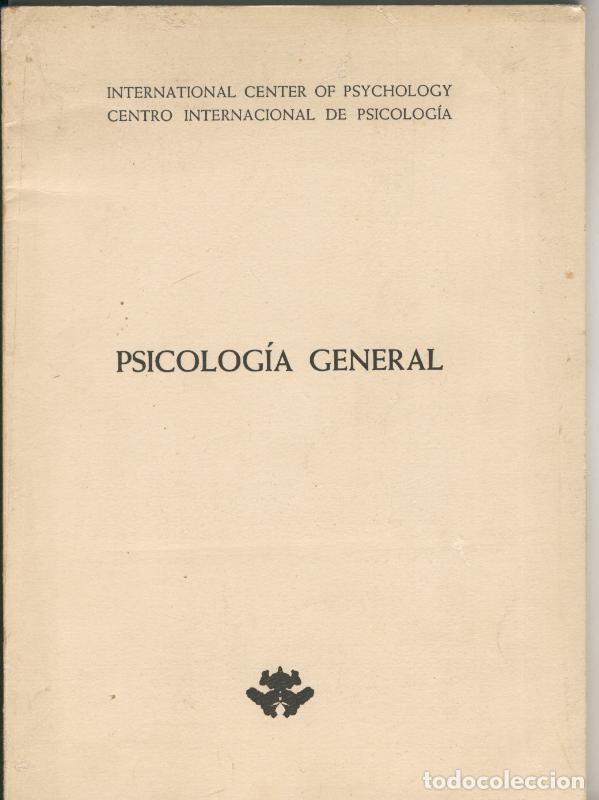 INTERNATIONAL CENTER OF PSYCHOLOGY
CENTRO INTERNACIONAL DE PSICOLOGÍA
PSICOLOGÍA GENERAL
todocoleccion